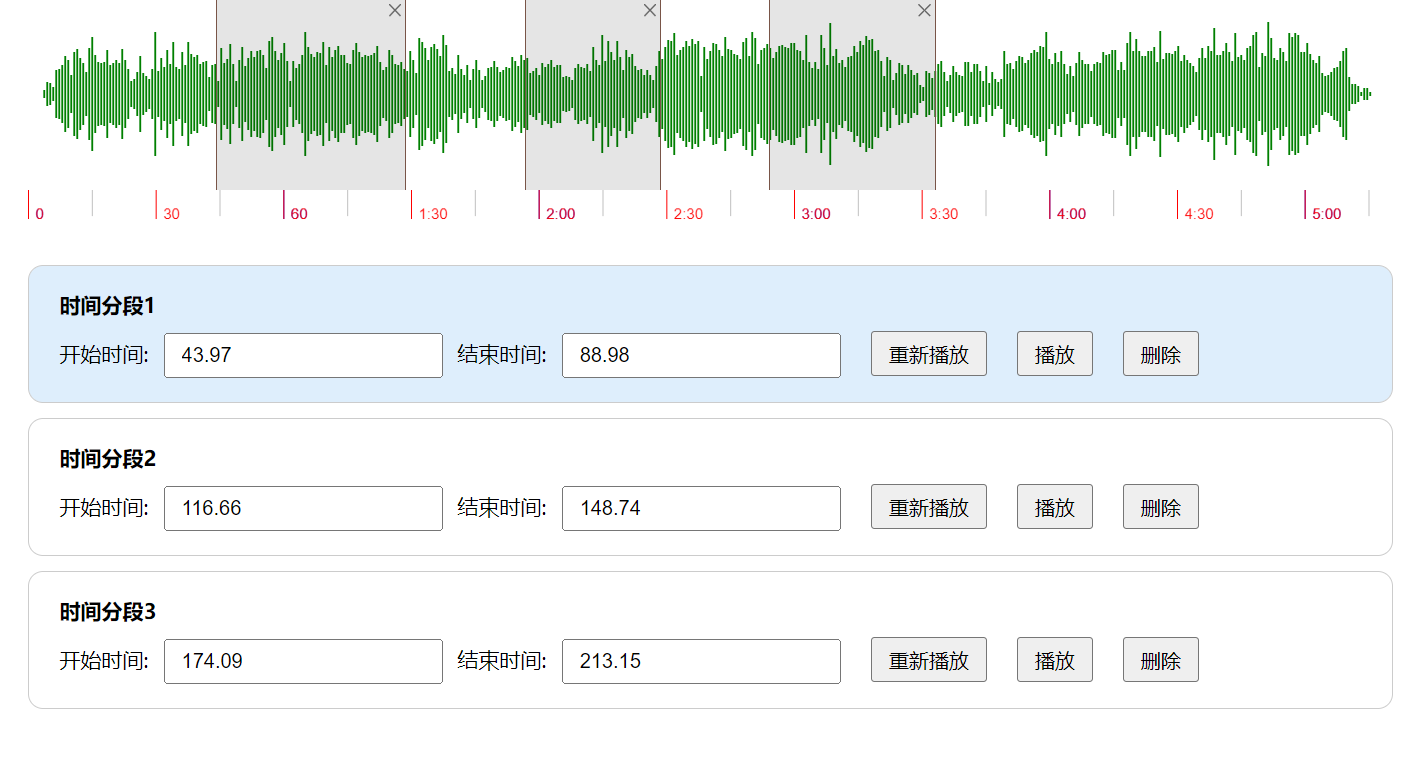 0 30 60 1:30 2:00 2:30 3:00 3:30 4:00 4:30 5:00
时间分段1
开始时间: 43.97 结束时间: 88.98 重新播放 播放 删除
时间分段2
开始时间: 116.66 结束时间: 148.74 重新播放 播放 删除
时间分段3
开始时间: 174.09 结束时间: 213.15 重新播放 播放 删除